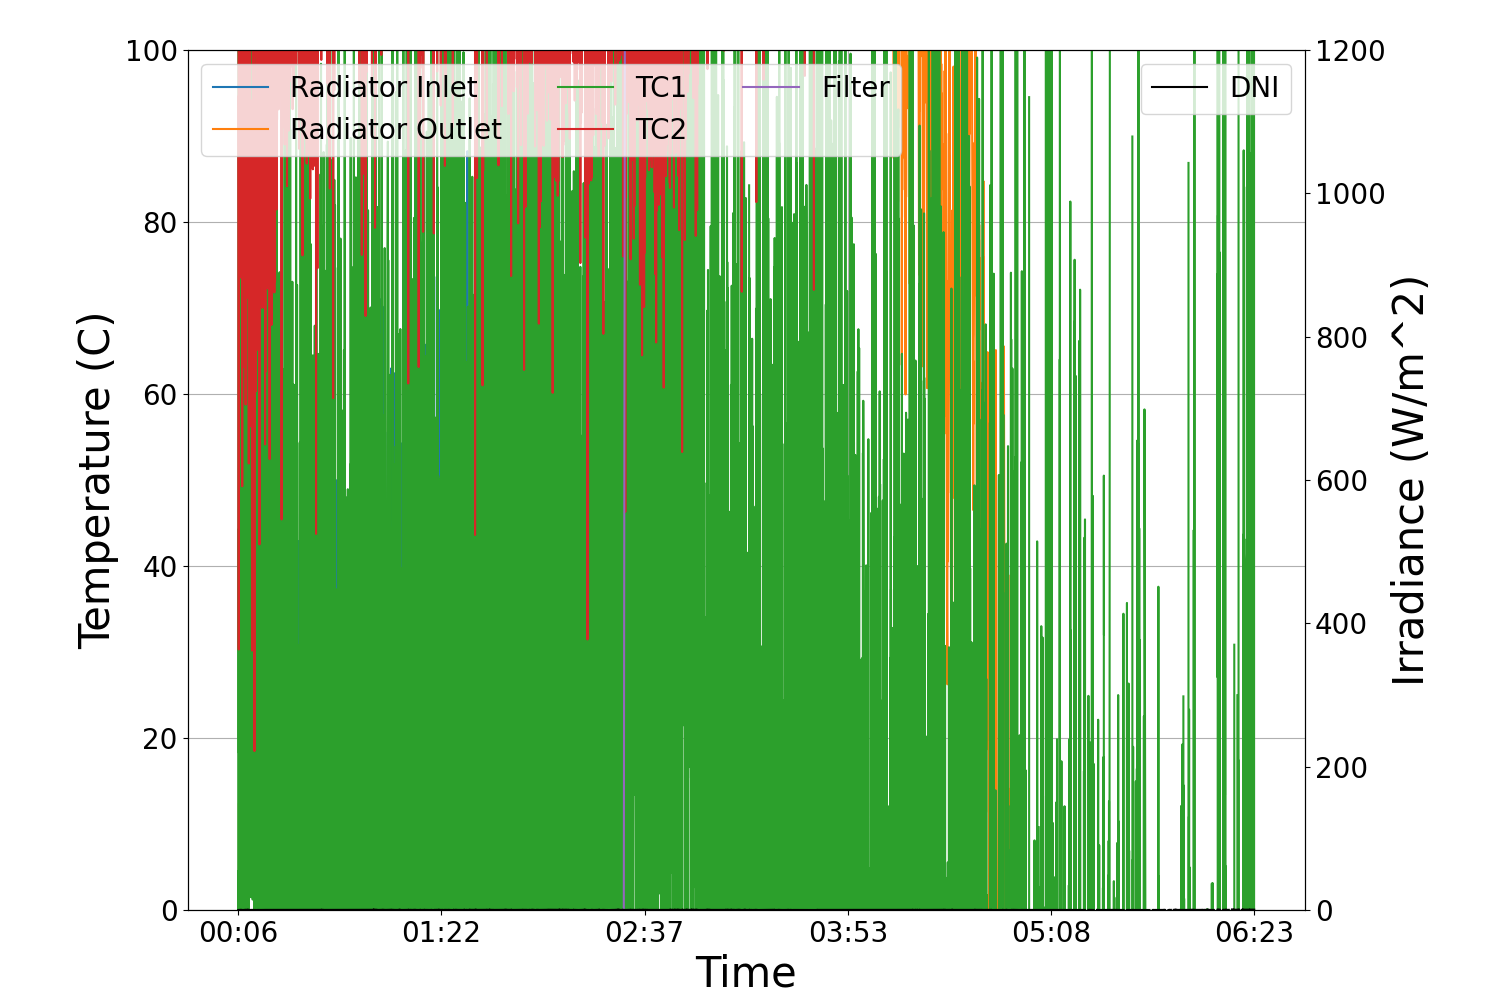 Radiator Inlet
Radiator Outlet
TC1
TC2
Filter
DNI
100
80
60
40
20
0
Temperature (C)
1200
1000
800
600
400
200
0
Irradiance (W/m^2)
00:06
01:22
02:37
03:53
05:08
06:23
Time